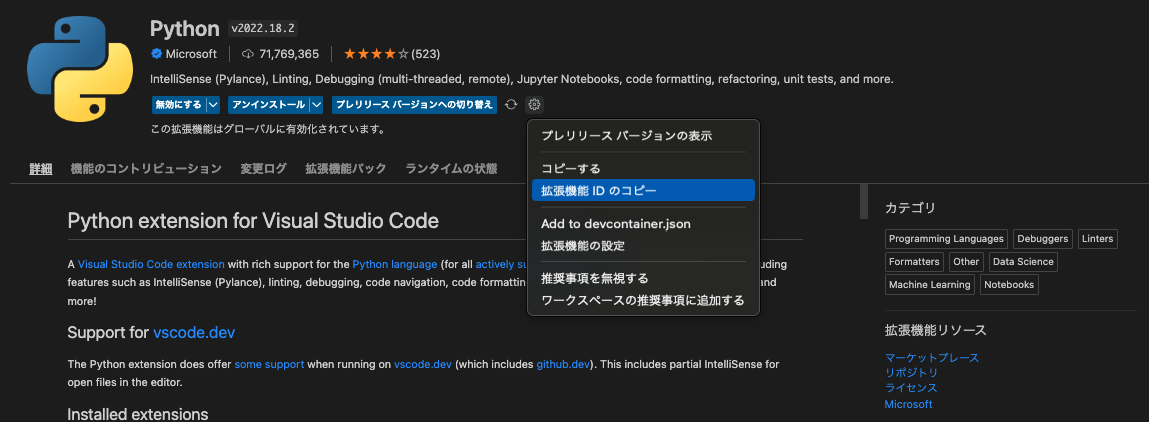 Python v2022.18.2
Microsoft 71,769,365 (523)
IntelliSense (Pylance), Linting, Debugging (multi-threaded, remote), Jupyter Notebooks, code formatting, refactoring, unit tests, and more.
無効にする アンインストール プレリリース バージョンへの切り替え
この拡張機能はグローバルに有効化されています。
プレリリース バージョンの表示
コピーする
拡張機能 ID のコピー
Add to devcontainer.json
拡張機能の設定
推奨事項を無視する
ワークスペースの推奨事項に追加する
詳細 機能のコントリビューション 変更ログ 拡張機能パック ランタイムの状態
Python extension for Visual Studio Code
A Visual Studio Code extension with rich support for the Python language (for all actively
features such as IntelliSense (Pylance), linting, debugging, code navigation, code and
more!
Support for vscode.dev
The Python extension does offer some support when running on vscode.dev (which includes github.dev). This includes partial IntelliSense for
open files in the editor.
Installed extensions
カテゴリ
Programming Languages Debuggers Linters
Formatters Other Data Science
Machine Learning Notebooks
拡張機能リソース
マーケットプレース
リポジトリ
ライセンス
Microsoft